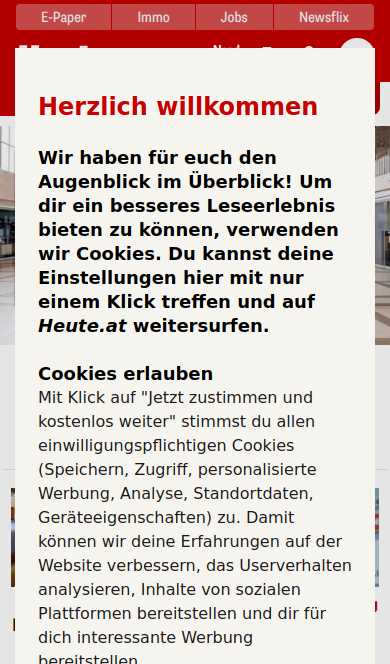 E-Paper Immo Jobs Newsflix
Herzlich willkommen
Wir haben für euch den
Augenblick im Überblick! Um
dir ein besseres Leseerlebnis
bieten zu können, verwenden
wir Cookies. Du kannst deine
Einstellungen hier mit nur
einem Klick treffen und auf
Heute.at weitersurfen.
Cookies erlauben
Mit Klick auf "Jetzt zustimmen und
kostenlos weiter" stimmst du allen
einwilligungspflichtigen Cookies
(Speichern, Zugriff, personalisierte
Werbung, Analyse, Standortdaten,
Geräteeigenschaften) zu. Damit
können wir deine Erfahrungen auf der
Website verbessern, das Userverhalten
analysieren, Inhalte von sozialen
Plattformen bereitstellen und dir für
dich interessante Werbung
bereitstellen